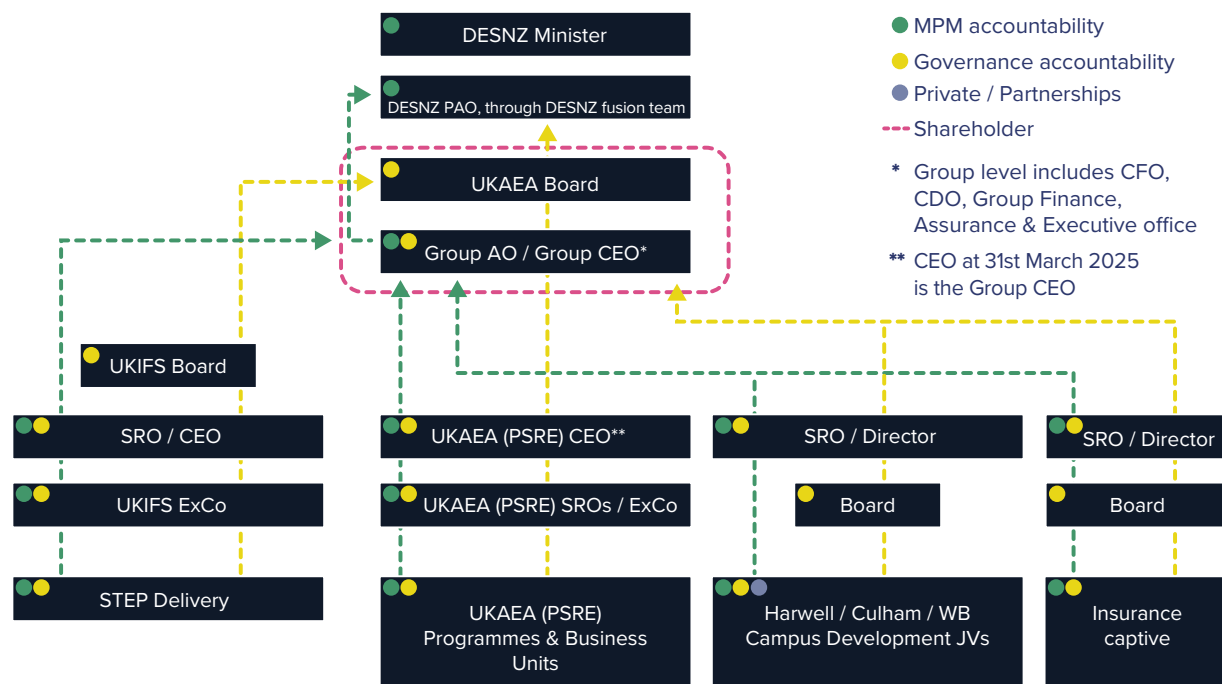 DESNZ Minister
DESNZ PAO, through DESNZ fusion team
UKAEA Board
Group AO / Group CEO*
MPM accountability
Governance accountability
Private / Partnerships
Shareholder
* Group level includes CFO,
CDO, Group Finance,
Assurance & Executive office
** CEO at 31st March 2025
is the Group CEO
UKIFS Board
SRO / CEO
UKAEA (PSRE) CEO**
SRO / Director
SRO / Director
UKIFS ExCo
UKAEA (PSRE) SROs / ExCo
Board
Board
STEP Delivery
UKAEA (PSRE)
Programmes & Business
Units
Harwell / Culham / WB
Campus Development JVs
Insurance
captive